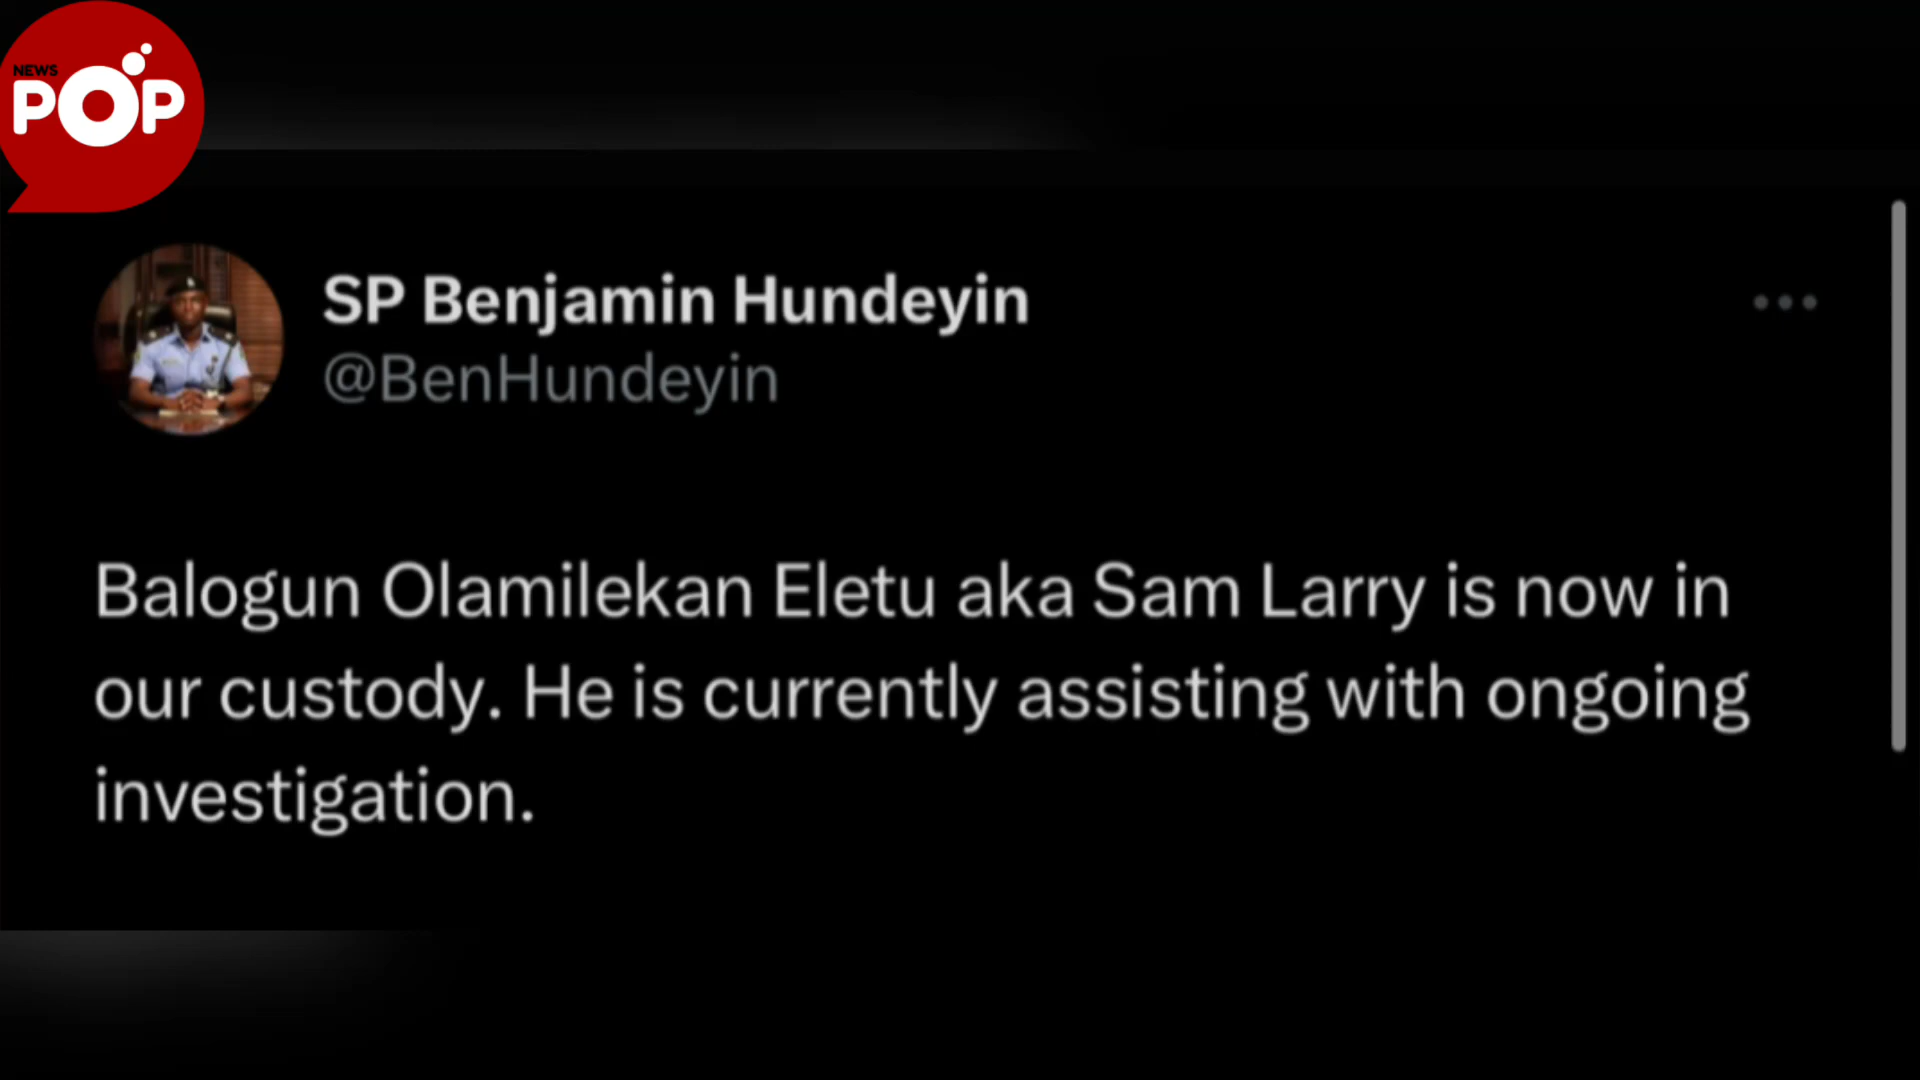 NEWS
POP
SP Benjamin Hundeyin
@BenHundeyin
Balogun Olamilekan Eletu aka Sam Larry is now in
our custody. He is currently assisting with ongoing
investigation.